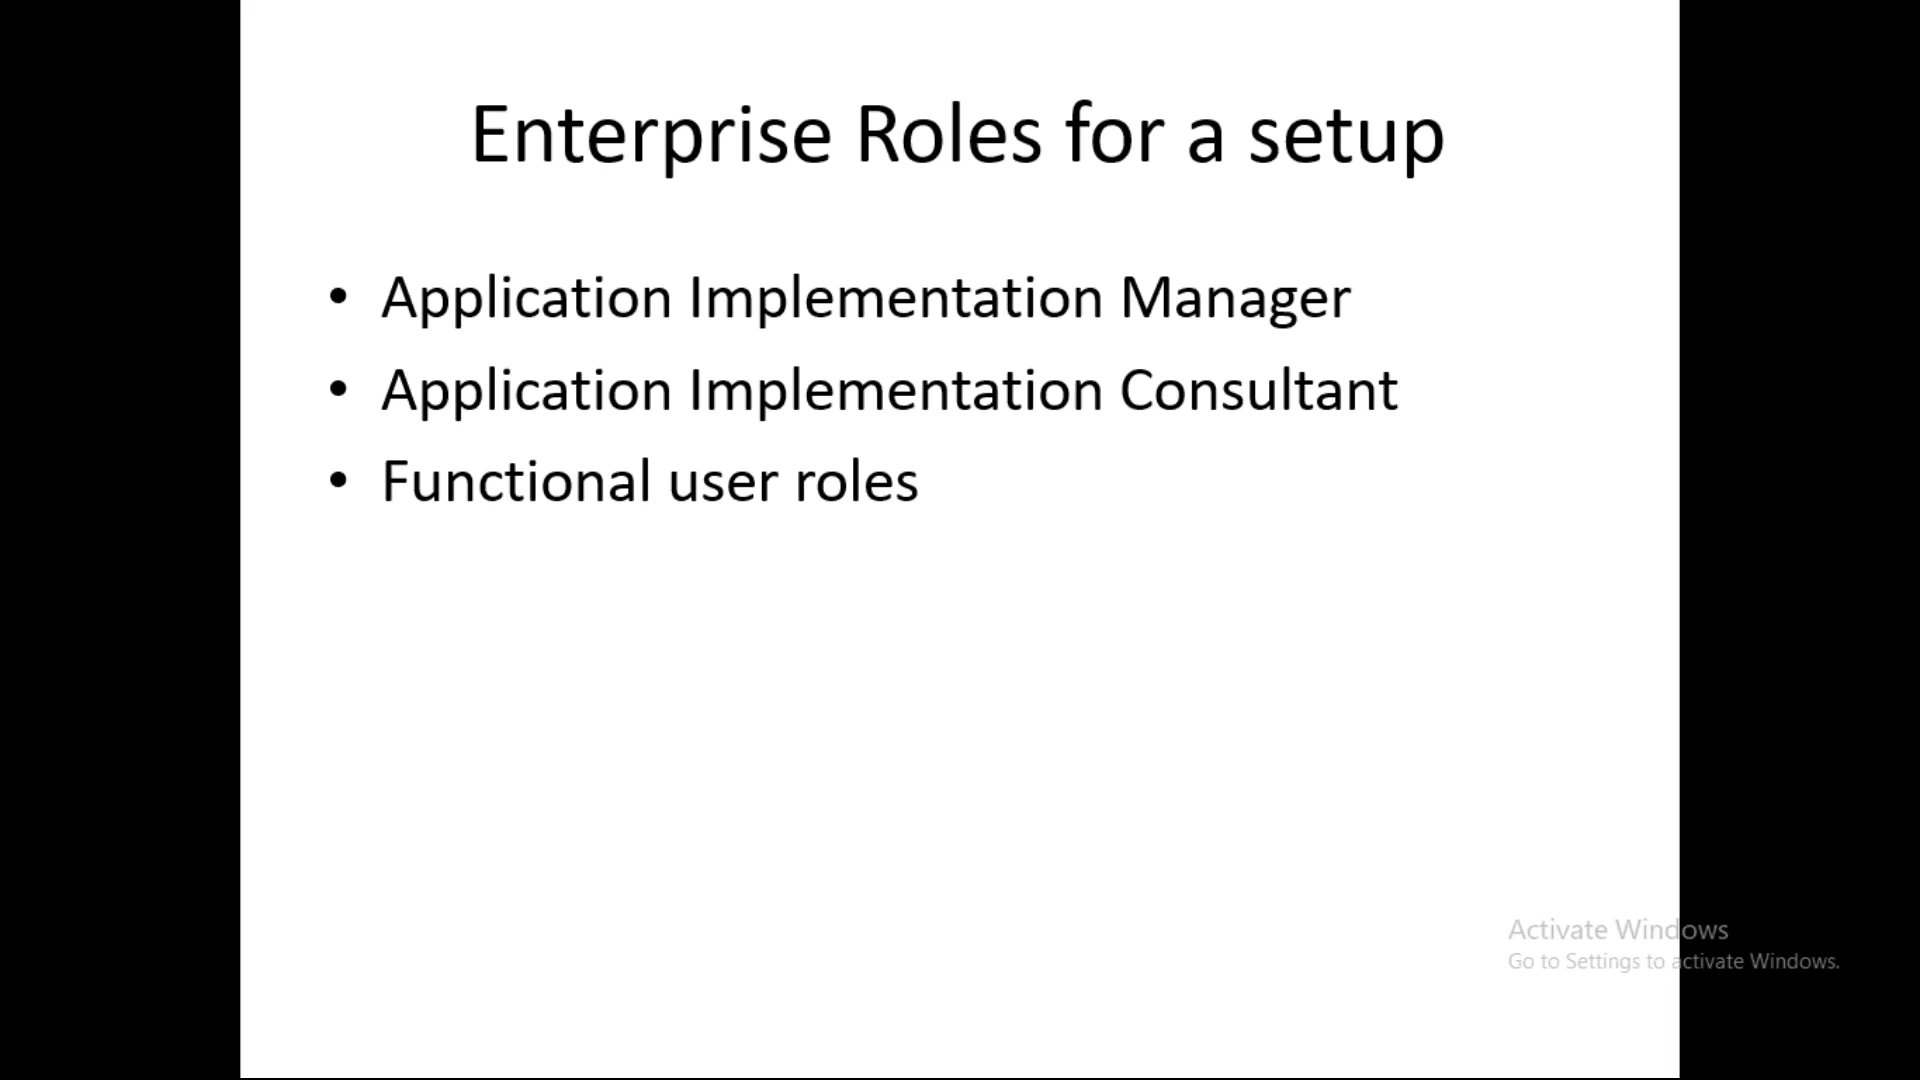 Enterprise Roles for a setup
• Application Implementation Manager
• Application Implementation Consultant
• Functional user roles
Activate Windows
Go to Settings to activate Windows.